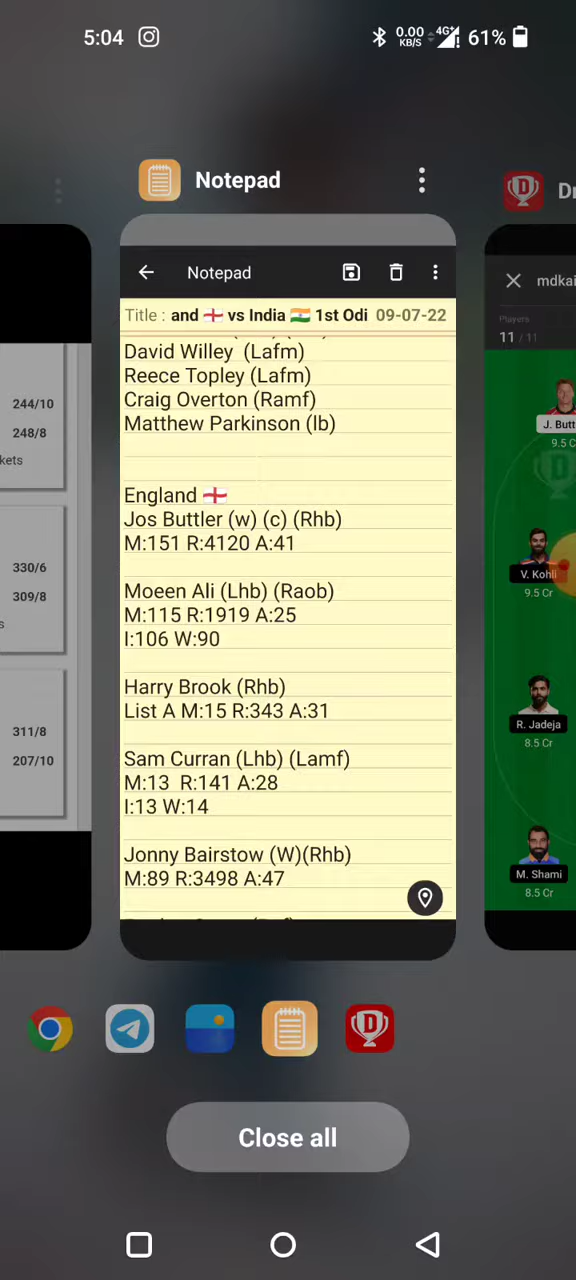 5:04
0.00 KB/S 4G+ 61%
Notepad
Notepad
Title : and 🏴󠁧󠁢󠁥󠁮󠁧󠁿 vs India 🇮🇳 1st Odi 09-07-22
David Willey (Lafm)
Reece Topley (Lafm)
Craig Overton (Ramf)
Matthew Parkinson (lb)
England 🏴󠁧󠁢󠁥󠁮󠁧󠁿
Jos Buttler (w) (c) (Rhb)
M:151 R:4120 A:41
Moeen Ali (Lhb) (Raob)
M:115 R:1919 A:25
I:106 W:90
Harry Brook (Rhb)
List A M:15 R:343 A:31
Sam Curran (Lhb) (Lamf)
M:13 R:141 A:28
I:13 W:14
Jonny Bairstow (W)(Rhb)
M:89 R:3498 A:47
244/10
248/8
kets
330/6
309/8
s
311/8
207/10
D
Dr
mdkai
Players
11 / 11
J. Butt
9.5 C
V. Kohli
9.5 Cr
R. Jadeja
8.5 Cr
M. Shami
8.5 Cr
D
Close all